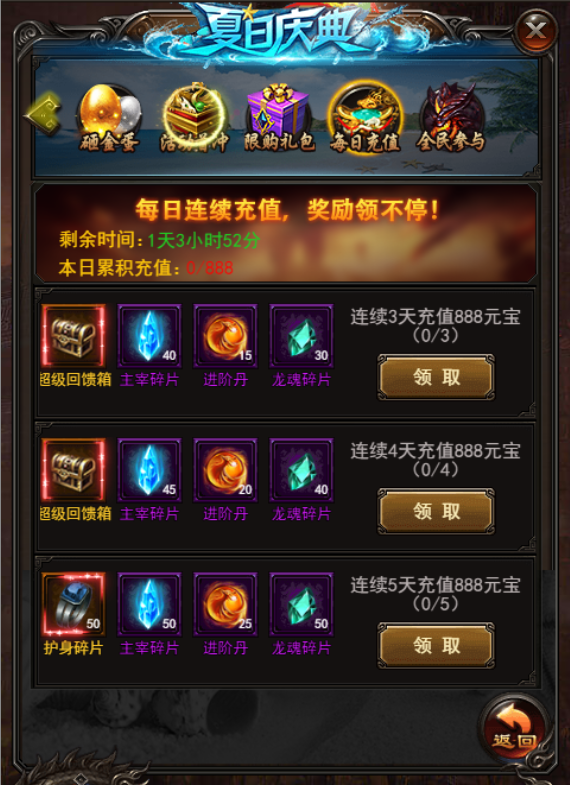 夏日庆典
砸金蛋 活动首冲 限购礼包 每日充值 全民参与
每日连续充值，奖励领不停！
剩余时间：1天3小时52分
本日累积充值：0/888
40 15 30
超级回馈箱 主宰碎片 进阶丹 龙魂碎片
连续3天充值888元宝
（0/3）
领 取
45 20 40
超级回馈箱 主宰碎片 进阶丹 龙魂碎片
连续4天充值888元宝
（0/4）
领 取
50 50 25 50
护身碎片 主宰碎片 进阶丹 龙魂碎片
连续5天充值888元宝
（0/5）
领 取
返回